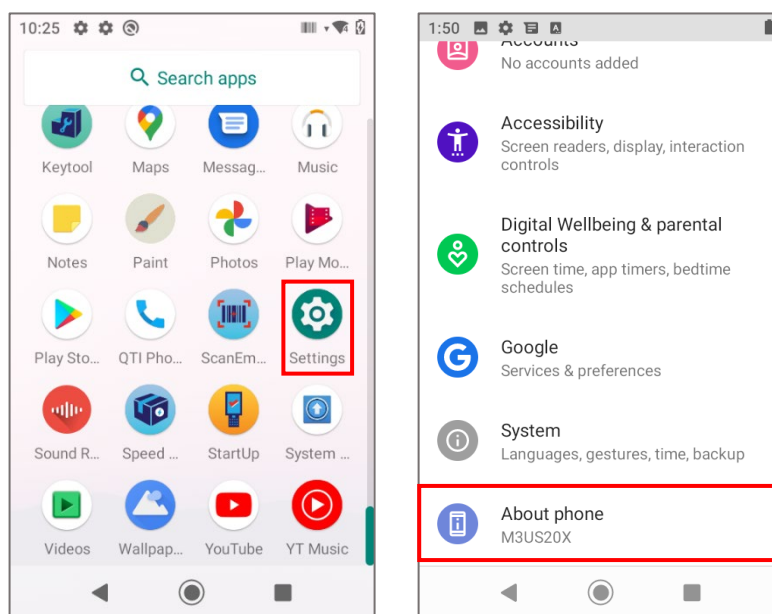 10:25
Search apps
Keytool Maps Messag... Music
Notes Paint Photos Play Mo...
Play Sto... QTI Pho... ScanEm... Settings
Sound R... Speed ... StartUp System ...
Videos Wallpap... YouTube YT Music
1:50
Accounts
No accounts added
Accessibility
Screen readers, display, interaction
controls
Digital Wellbeing & parental
controls
Screen time, app timers, bedtime
schedules
Google
Services & preferences
System
Languages, gestures, time, backup
About phone
M3US20X